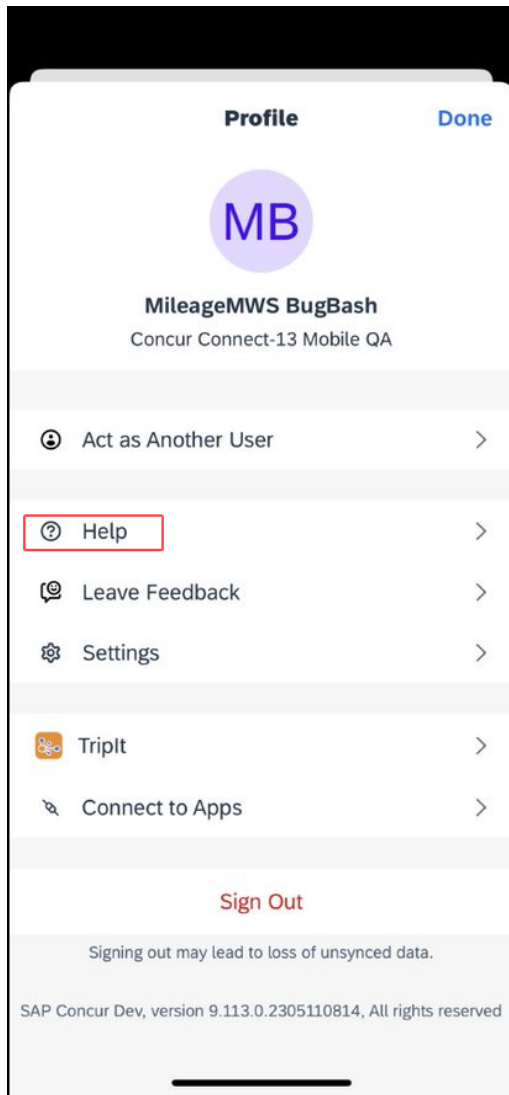 Profile
Done
MB
MileageMWS BugBash
Concur Connect-13 Mobile QA
Act as Another User
Help
Leave Feedback
Settings
TripIt
Connect to Apps
Sign Out
Signing out may lead to loss of unsynced data.
SAP Concur Dev, version 9.113.0.2305110814, All rights reserved